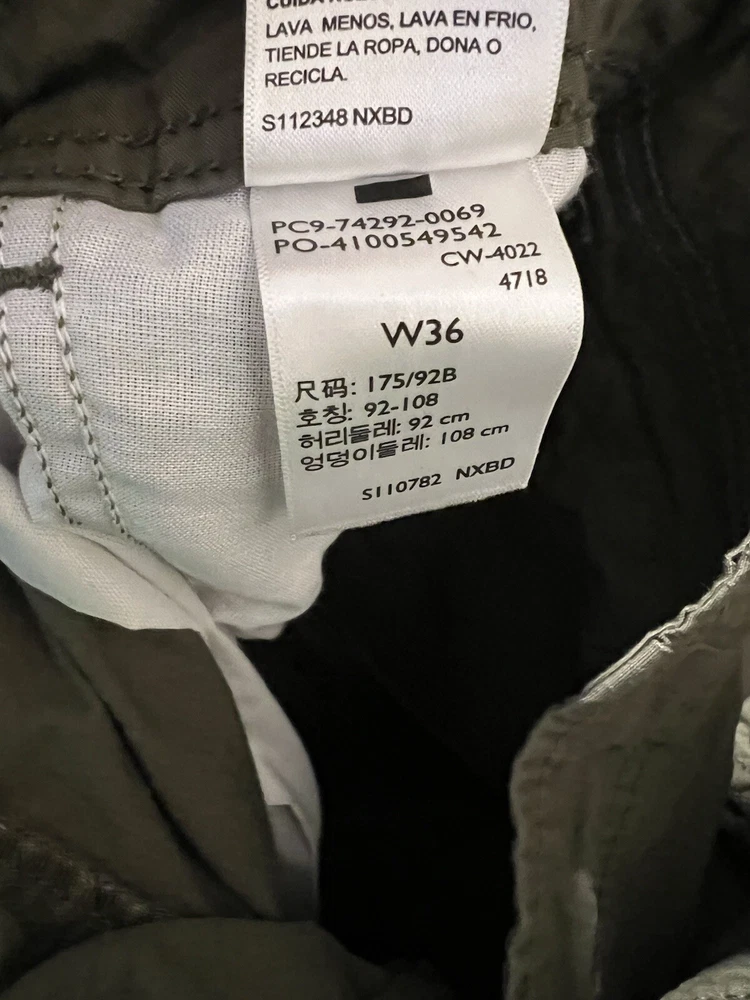 LAVA MENOS, LAVA EN FRIO,
TIENDE LA ROPA, DONA O
RECICLA.
S112348 NXBD
PC9-74292-0069
PO-4100549542
CW-4022
4718
W36
尺码: 175/92B
호칭: 92-108
허리둘레: 92 cm
엉덩이둘레: 108 cm
S110782 NXBD